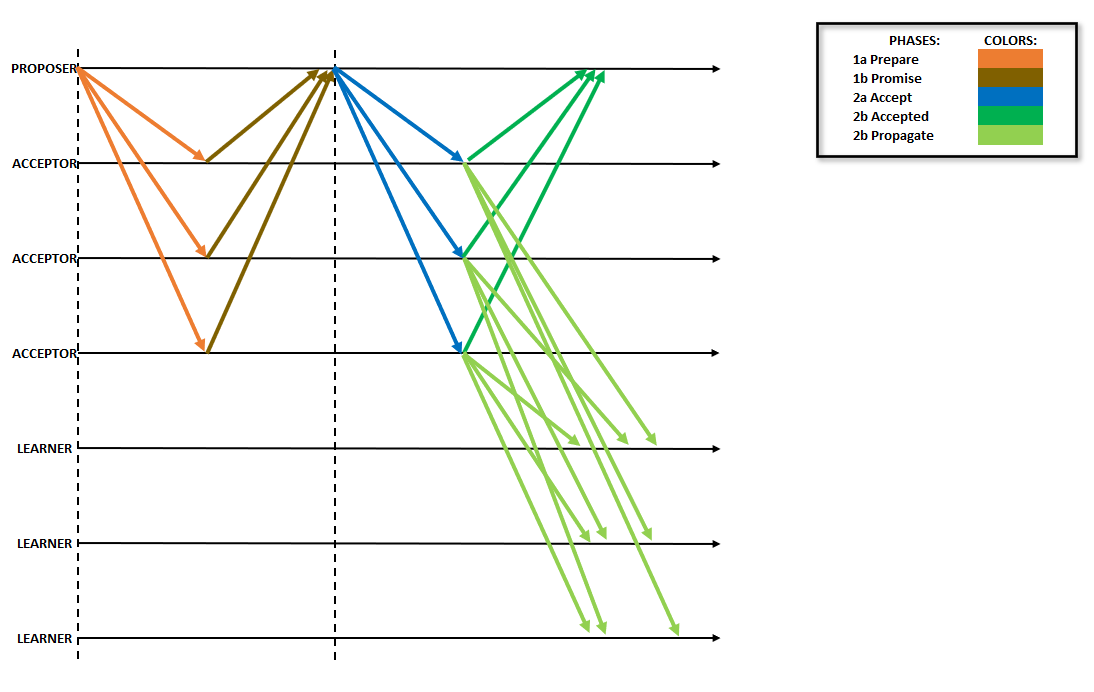 PROPOSER
ACCEPTOR
ACCEPTOR
ACCEPTOR
LEARNER
LEARNER
LEARNER
PHASES: COLORS:
1a Prepare
1b Promise
2a Accept
2b Accepted
2b Propagate